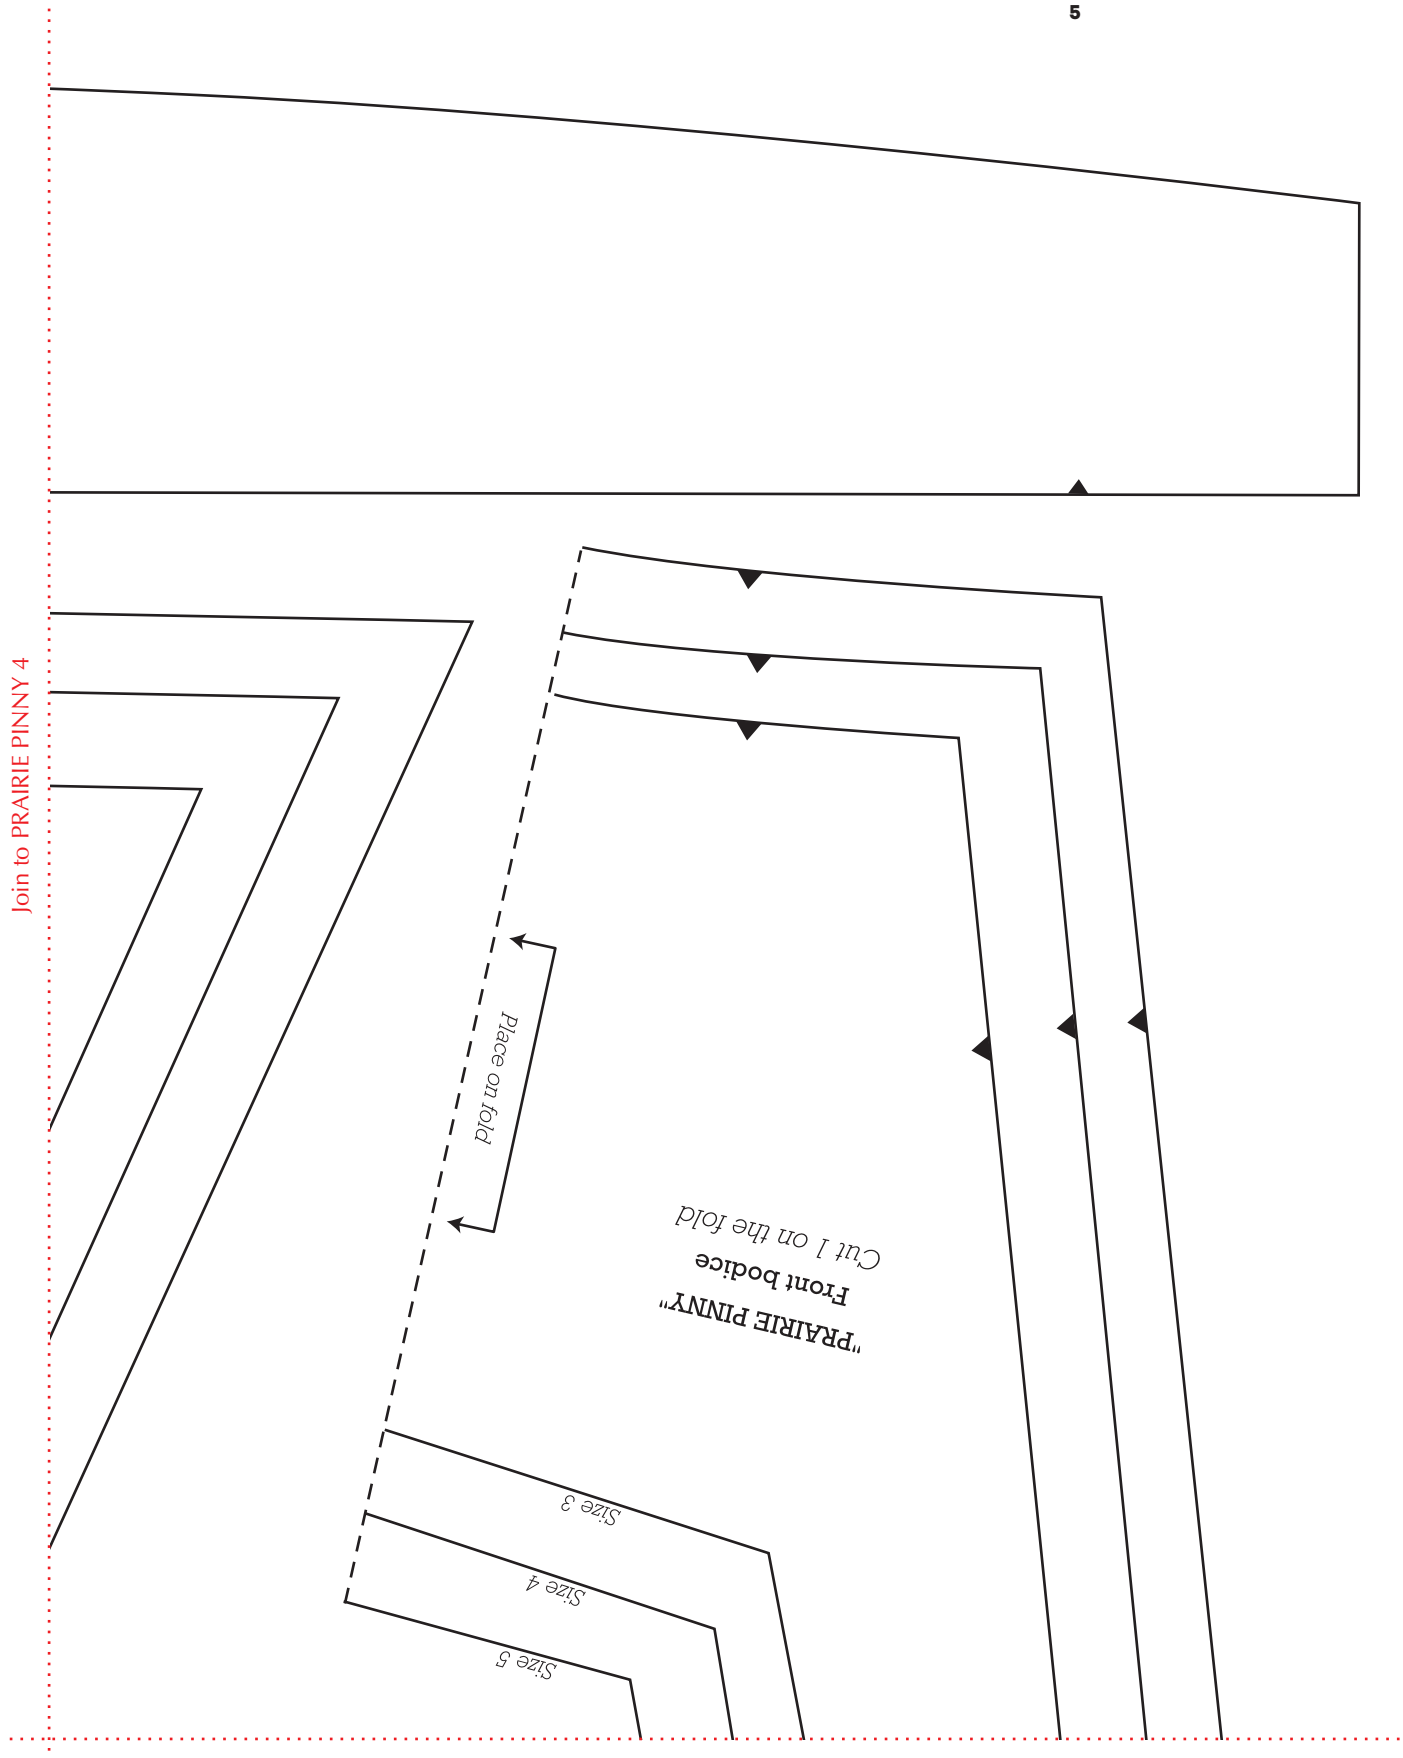 5
Join to PRAIRIE PINNY 4
Place on fold
"PRAIRIE PINNY"
Front bodice
Cut 1 on the fold
Size 3
Size 4
Size 5